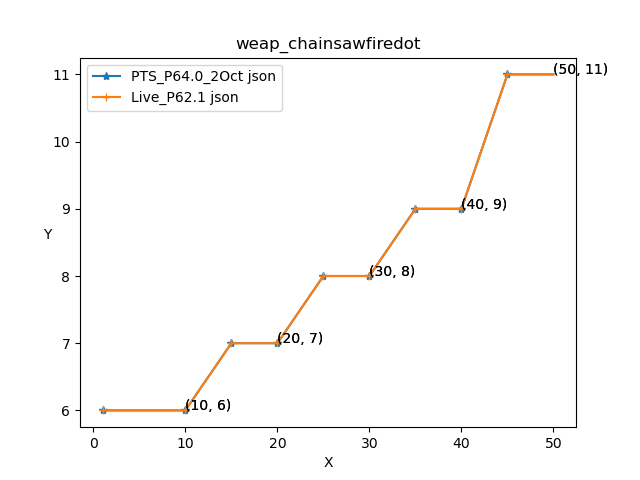 weap_chainsawfiredot
PTS_P64.0_2Oct json
Live_P62.1 json
11
10
9
8
7
6
Y
(50, 11)
(40, 9)
(30, 8)
(20, 7)
(10, 6)
0 10 20 30 40 50
X